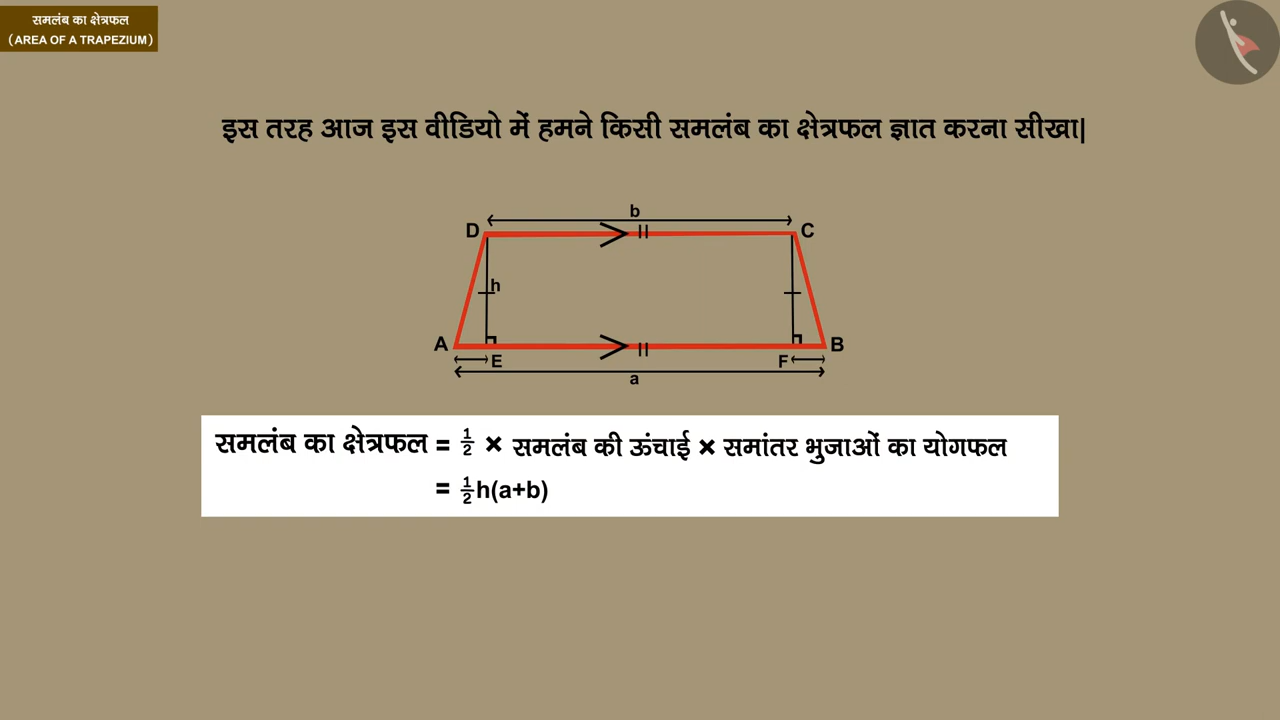 समलंब का क्षेत्रफल
(AREA OF A TRAPEZIUM)
इस तरह आज इस वीडियो में हमने किसी समलंब का क्षेत्रफल ज्ञात करना सीखा|
b
D
C
h
A
B
E
F
a
समलंब का क्षेत्रफल = 1/2 × समलंब की ऊंचाई × समांतर भुजाओं का योगफल
= 1/2 h(a+b)